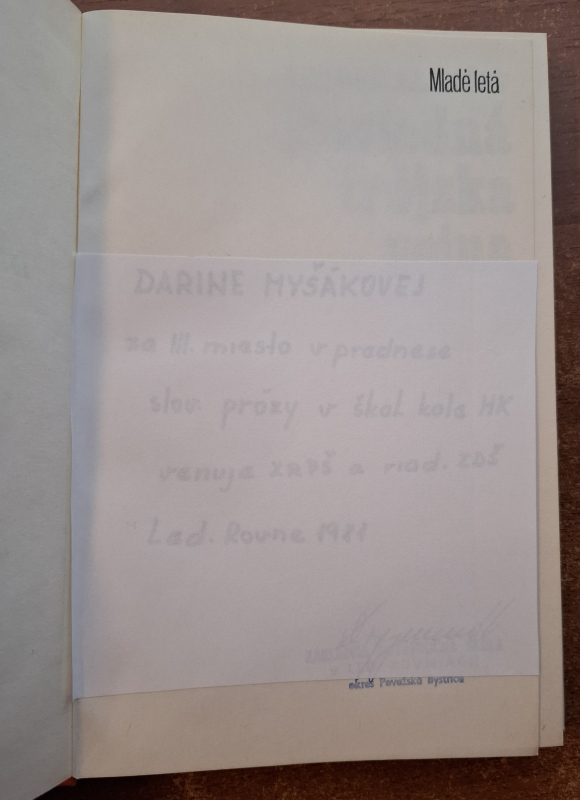 Mladé letá
DARINE MYŠÁKOVEJ
za III. miesto v prednese
slov. prózy v škol. kole HK
venuje ZRPŠ a riad. ZDŠ
Led. Rovne 1981
okres Považská Bystrica